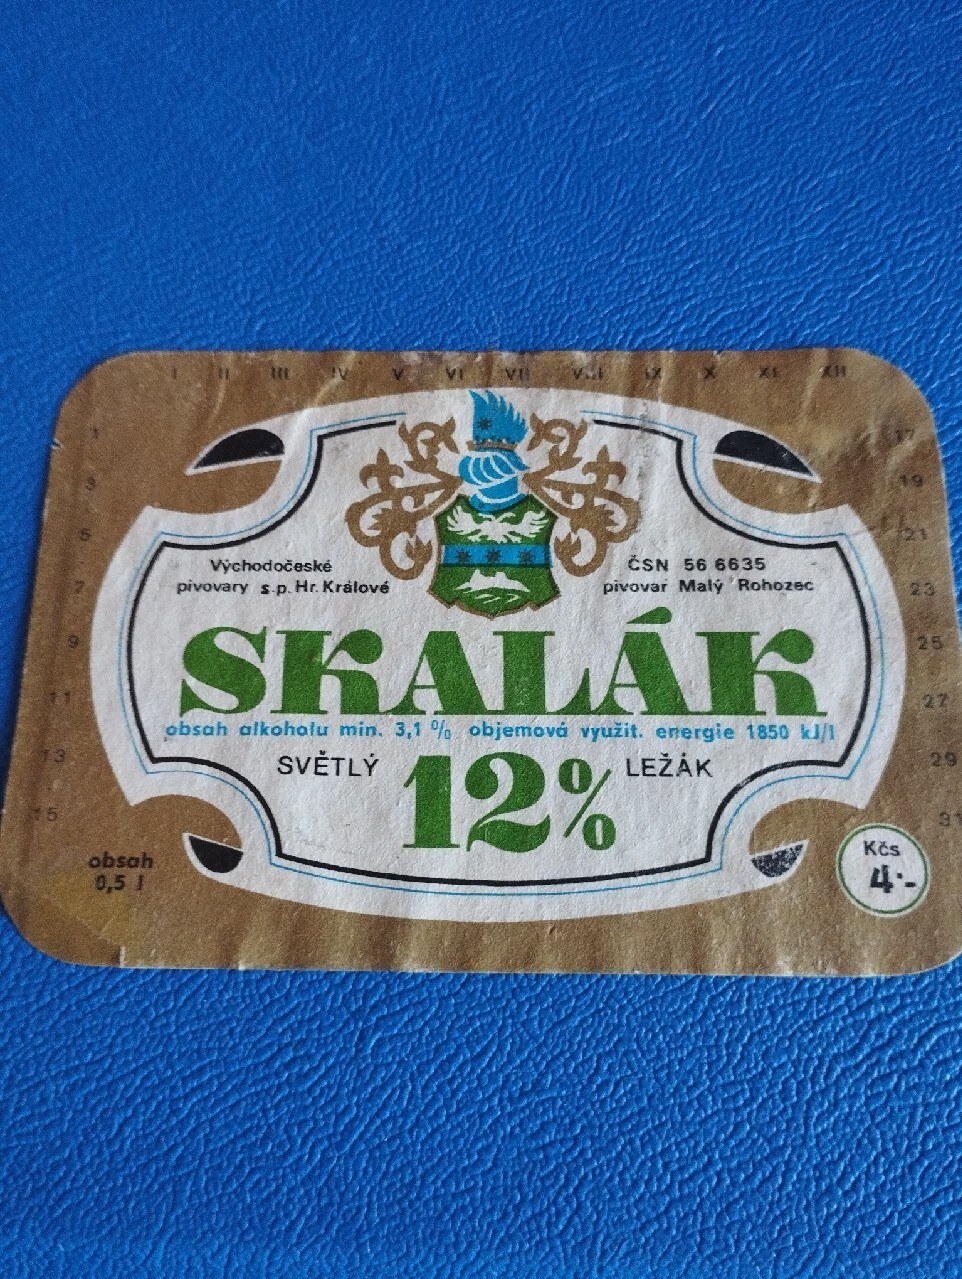 I II III IV V VI VII VIII IX X XI XII
1
3
5
7
9
11
13
15
17
19
21
23
25
27
29
31
Východočeské
pivovary s.p. Hr. Králové
ČSN 56 6635
pivovar Malý Rohozec
SKALÁK
obsah alkoholu min. 3,1 % objemová využit. energie 1850 kJ/l
SVĚTLÝ 12% LEŽÁK
obsah
0,5 l
Kčs
4.-